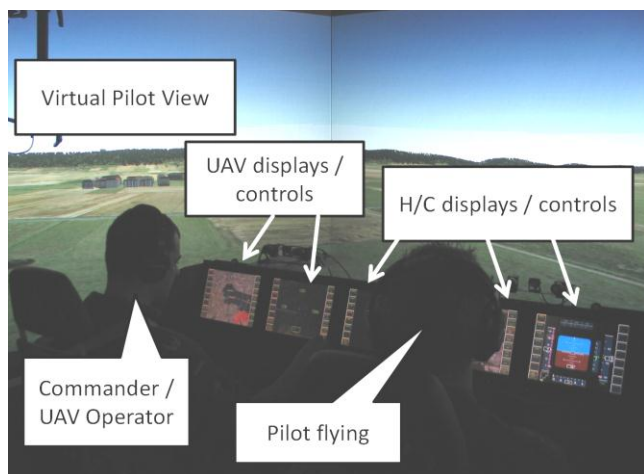 Virtual Pilot View
UAV displays /
controls
H/C displays / controls
Commander /
UAV Operator
Pilot flying